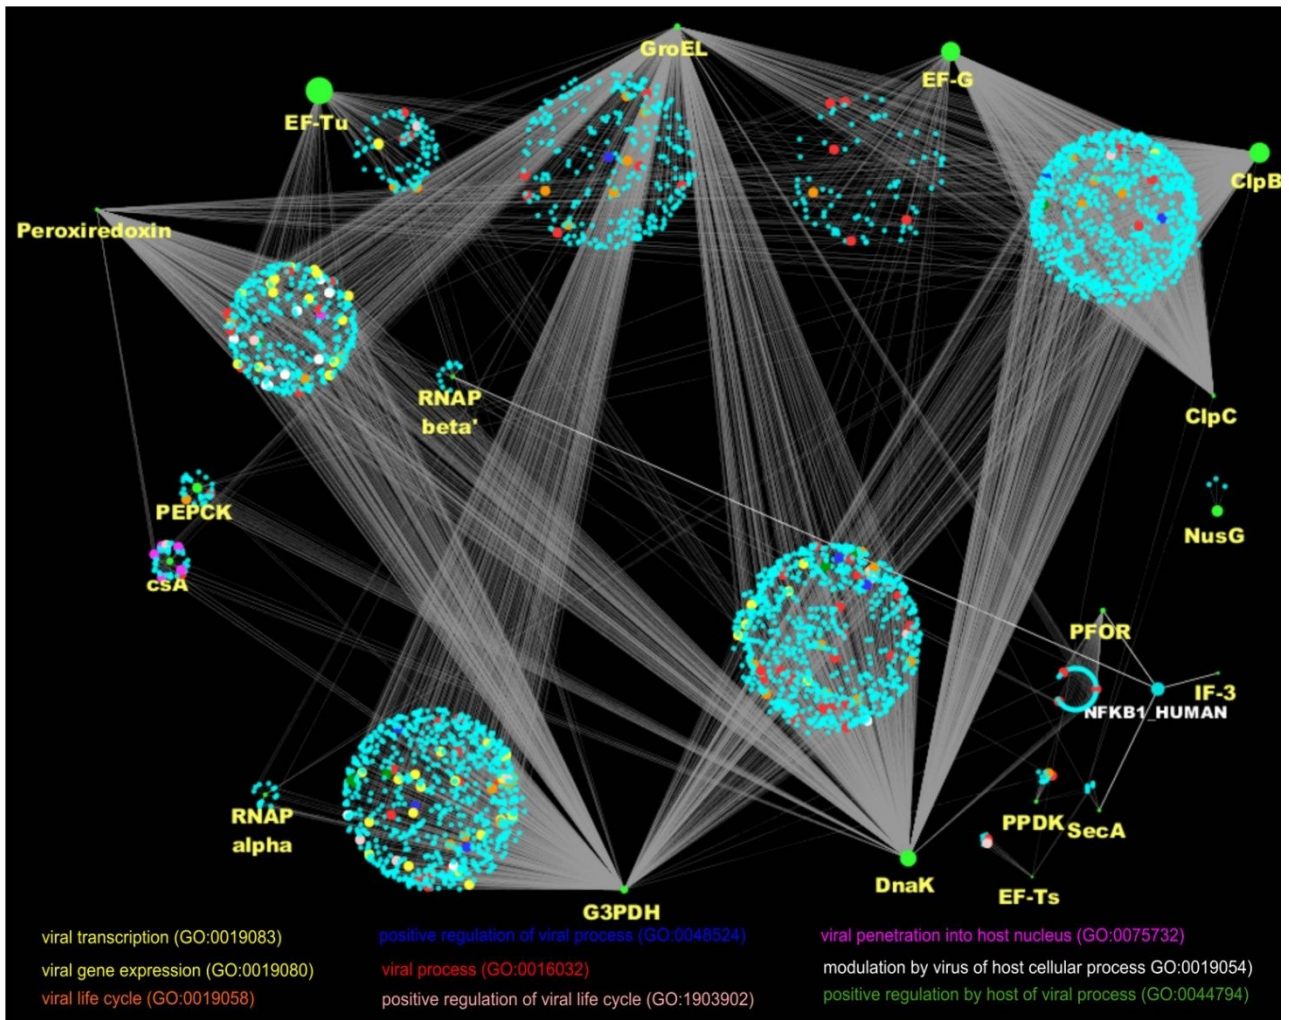 GroEL
EF-G
EF-Tu
ClpB
Peroxiredoxin
RNAP
beta'
ClpC
PEPCK
NusG
csA
PFOR
IF-3
NFKB1_HUMAN
RNAP
alpha
PPDK
SecA
DnaK
EF-Ts
G3PDH
viral transcription (GO:0019083)
positive regulation of viral process (GO:0048524)
viral penetration into host nucleus (GO:0075732)
viral gene expression (GO:0019080)
viral process (GO:0016032)
modulation by virus of host cellular process GO:0019054)
viral life cycle (GO:0019058)
positive regulation of viral life cycle (GO:1903902)
positive regulation by host of viral process (GO:0044794)